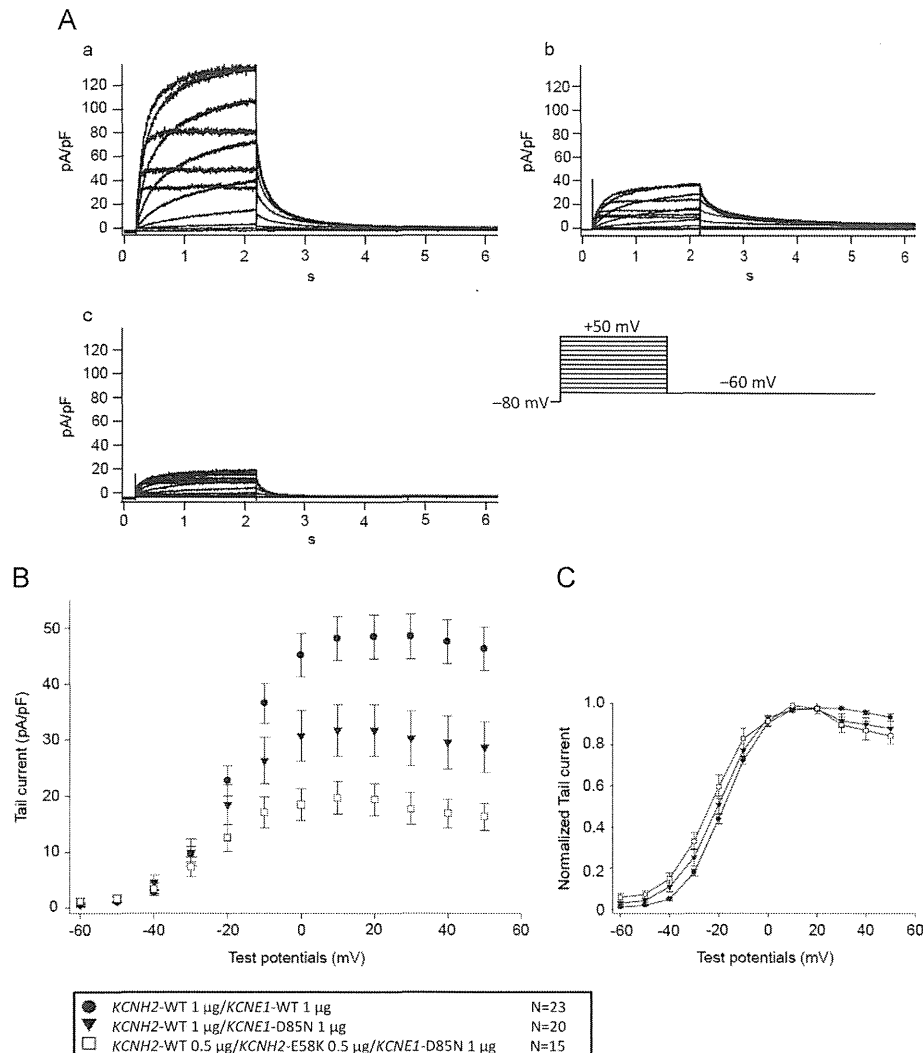 A
a
b
120
100
80
60
40
20
0
pA/pF
0 1 2 3 4 5 6
s
120
100
80
60
40
20
0
pA/pF
0 1 2 3 4 5 6
s
c
120
100
80
60
40
20
0
pA/pF
0 1 2 3 4 5 6
s
+50 mV
−60 mV
−80 mV
B
50
40
30
20
10
0
Tail current (pA/pF)
-60 -40 -20 0 20 40 60
Test potentials (mV)
C
1.0
0.8
0.6
0.4
0.2
0
Normalized Tail current
-60 -40 -20 0 20 40 60
Test potentials (mV)
KCNH2-WT 1 µg/KCNE1-WT 1 µg N=23
KCNH2-WT 1 µg/KCNE1-D85N 1 µg N=20
KCNH2-WT 0.5 µg/KCNH2-E58K 0.5 µg/KCNE1-D85N 1 µg N=15